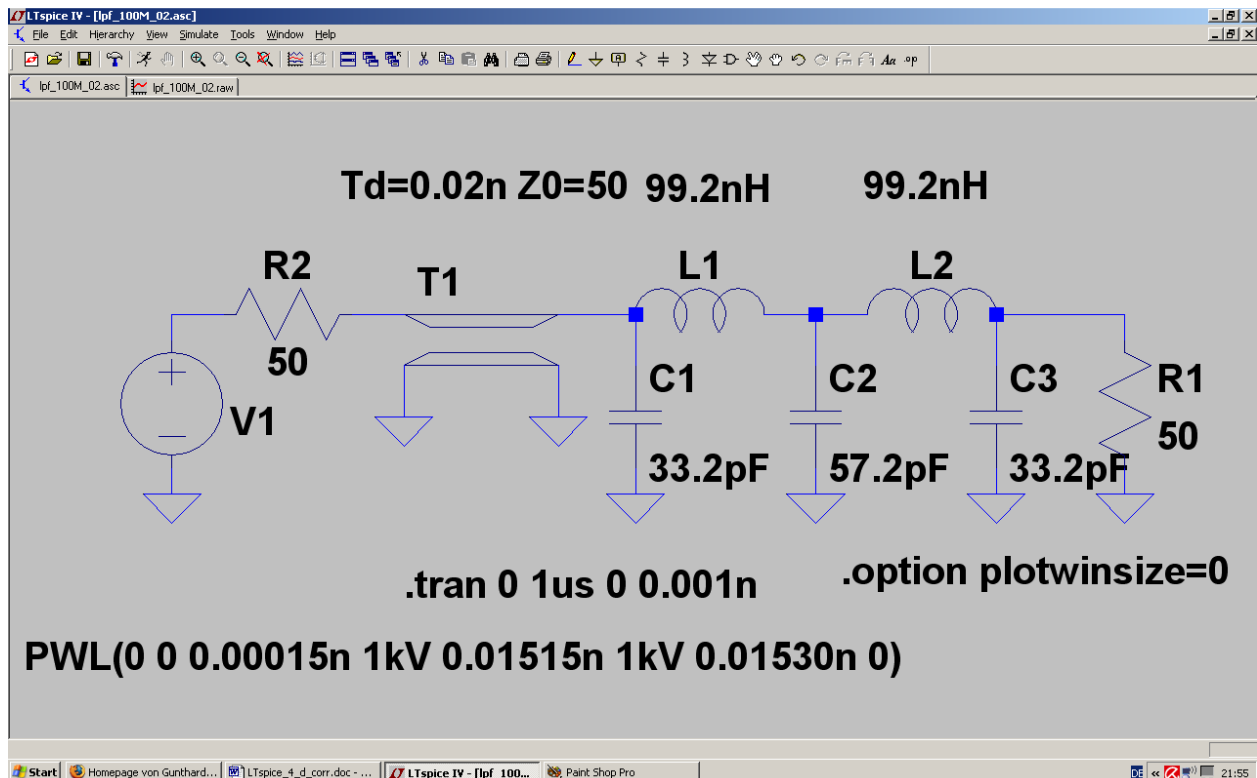 LTspice IV - [lpf_100M_02.asc]
File Edit Hierarchy View Simulate Tools Window Help
Aa .op
lpf_100M_02.asc lpf_100M_02.raw
Td=0.02n Z0=50 99.2nH 99.2nH
R2 T1 L1 L2
50 C1 C2 C3 R1
V1 50
33.2pF 57.2pF 33.2pF
.tran 0 1us 0 0.001n .option plotwinsize=0
PWL(0 0 0.00015n 1kV 0.01515n 1kV 0.01530n 0)
Start Homepage von Gunthard... LTspice_4_d_corr.doc - ... LTspice IV - [lpf_100... Paint Shop Pro DE « 21:55